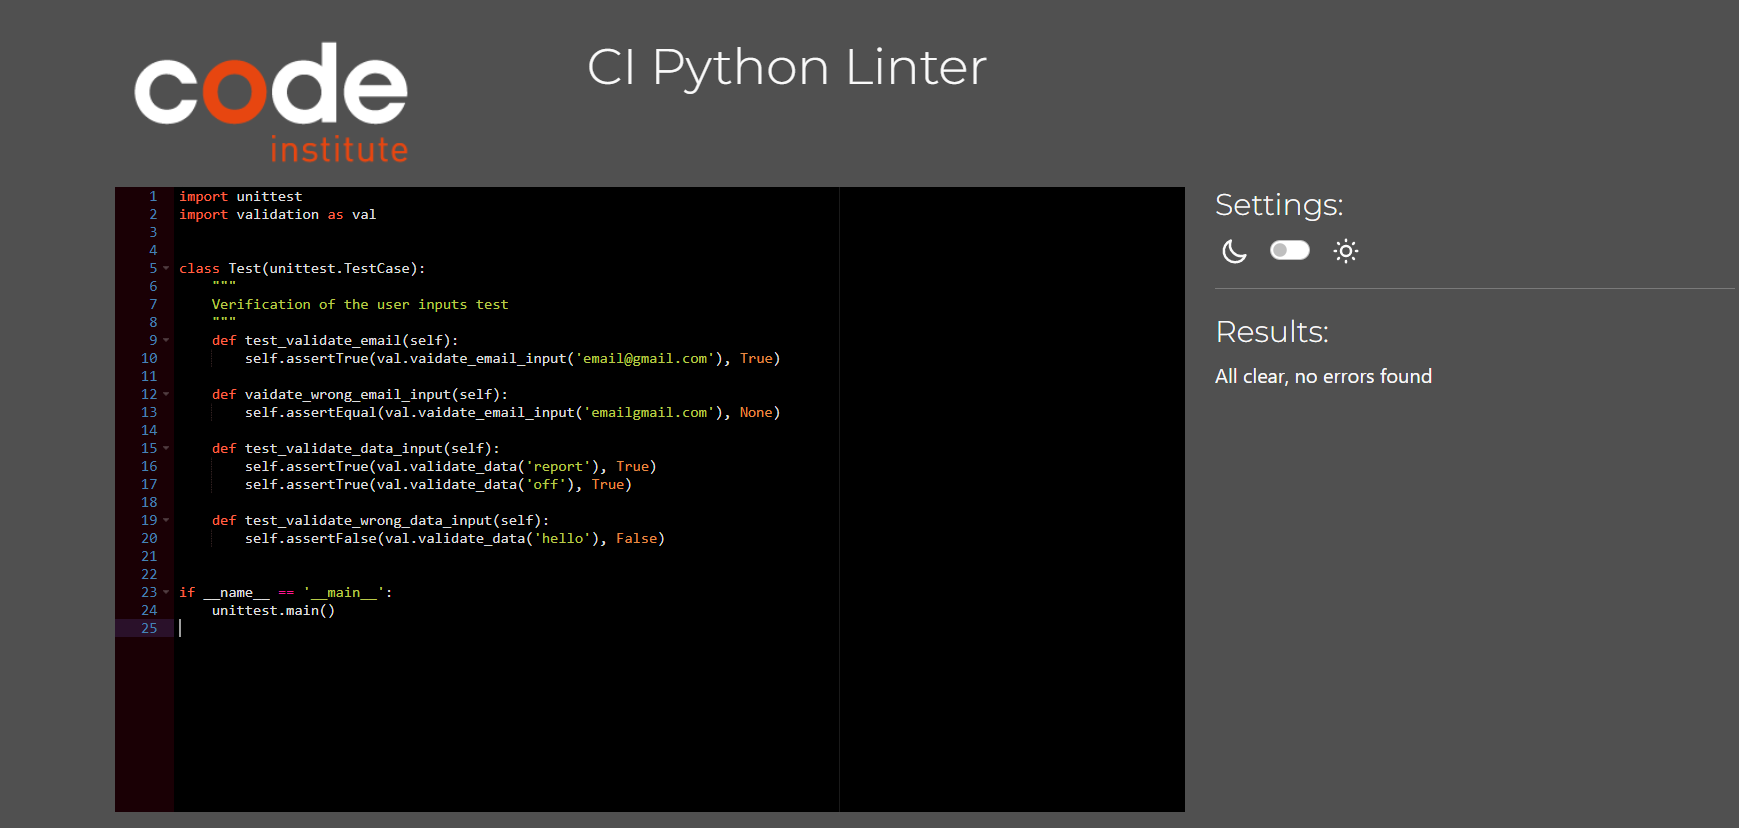 code
institute
CI Python Linter
1 import unittest
2 import validation as val
3
4
5 class Test(unittest.TestCase):
6     """
7     Verification of the user inputs test
8     """
9     def test_validate_email(self):
10         self.assertTrue(val.vaidate_email_input('email@gmail.com'), True)
11
12     def vaidate_wrong_email_input(self):
13         self.assertEqual(val.vaidate_email_input('emailgmail.com'), None)
14
15     def test_validate_data_input(self):
16         self.assertTrue(val.validate_data('report'), True)
17         self.assertTrue(val.validate_data('off'), True)
18
19     def test_validate_wrong_data_input(self):
20         self.assertFalse(val.validate_data('hello'), False)
21
22
23 if __name__ == '__main__':
24     unittest.main()
25
Settings:
Results:
All clear, no errors found